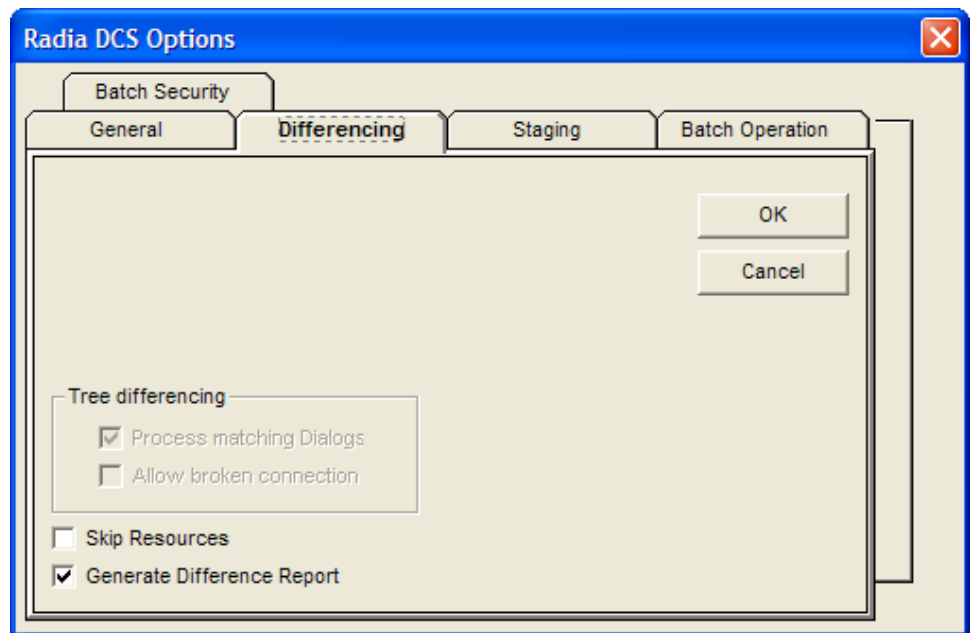 Radia DCS Options
Batch Security
General
Differencing
Staging
Batch Operation
OK
Cancel
Tree differencing
Process matching Dialogs
Allow broken connection
Skip Resources
Generate Difference Report